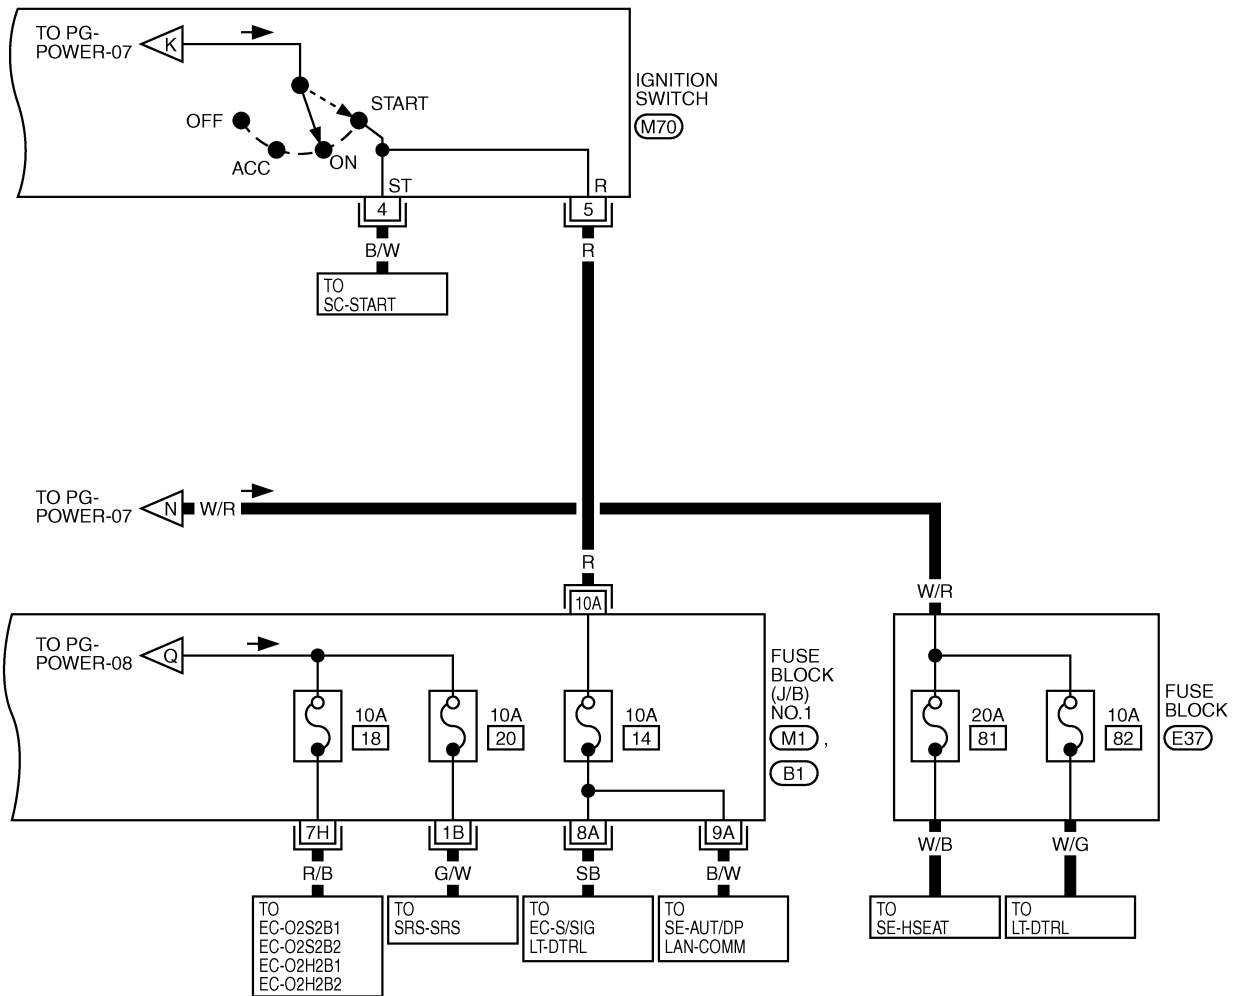 TO PG-
POWER-07
K
START
OFF
ACC
ON
IGNITION
SWITCH
M70
ST
R
4
5
B/W
R
TO
SC-START
TO PG-
POWER-07
N
W/R
R
W/R
10A
TO PG-
POWER-08
Q
10A
18
10A
20
10A
14
FUSE
BLOCK
(J/B)
NO.1
M1 ,
B1
20A
81
10A
82
FUSE
BLOCK
E37
7H
1B
8A
9A
R/B
G/W
SB
B/W
W/B
W/G
TO
EC-O2S2B1
EC-O2S2B2
EC-O2H2B1
EC-O2H2B2
TO
SRS-SRS
TO
EC-S/SIG
LT-DTRL
TO
SE-AUT/DP
LAN-COMM
TO
SE-HSEAT
TO
LT-DTRL